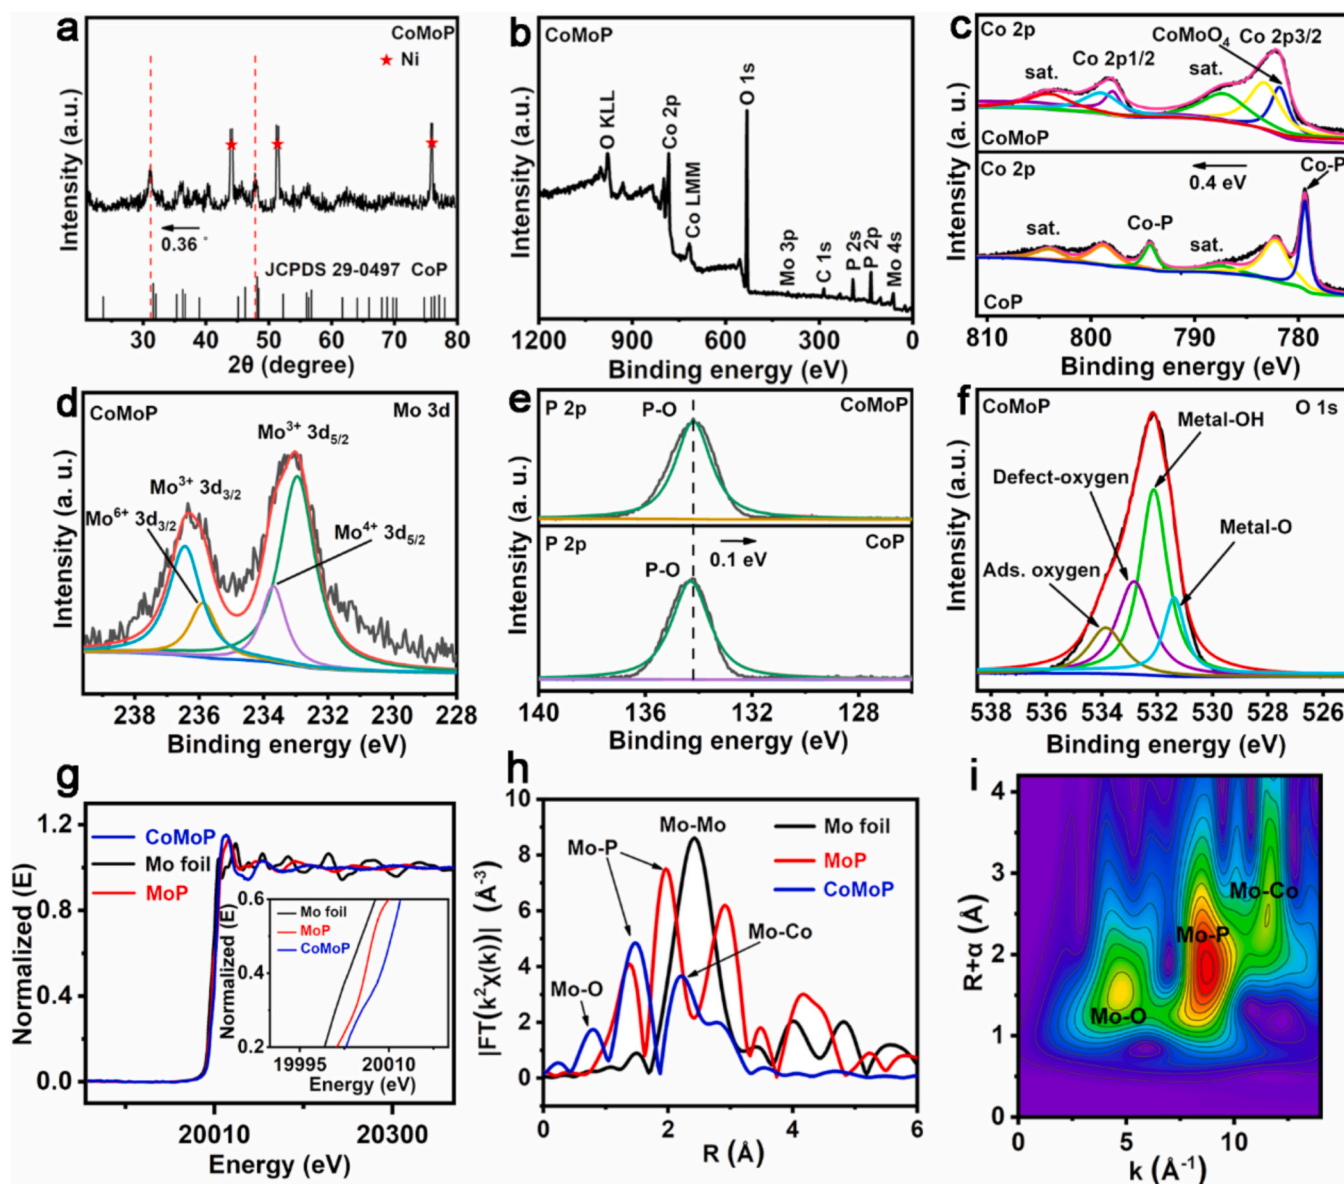 a
CoMoP
★ Ni
0.36 °
JCPDS 29-0497 CoP
30 40 50 60 70 80
2θ (degree)
Intensity (a.u.)
b
CoMoP
O KLL
Co 2p
Co LMM
O 1s
Mo 3p
C 1s
P 2s
P 2p
Mo 4s
1200 900 600 300 0
Binding energy (eV)
Intensity (a.u.)
c
Co 2p
CoMoO4
Co 2p3/2
Co 2p1/2
sat.
sat.
CoMoP
Co 2p
0.4 eV
Co-P
Co-P
sat.
sat.
CoP
810 800 790 780
Binding energy (eV)
Intensity (a. u.)
d
CoMoP
Mo 3d
Mo3+ 3d5/2
Mo3+ 3d3/2
Mo6+ 3d3/2
Mo4+ 3d5/2
238 236 234 232 230 228
Binding energy (eV)
Intensity (a. u.)
e
P 2p
P-O
CoMoP
P 2p
0.1 eV
CoP
P-O
140 136 132 128
Binding energy (eV)
Intensity (a. u.)
f
CoMoP
O 1s
Metal-OH
Defect-oxygen
Metal-O
Ads. oxygen
538 536 534 532 530 528 526
Binding energy (eV)
Intensity (a.u.)
g
1.2
0.8
0.4
0.0
CoMoP
Mo foil
MoP
0.6
0.4
0.2
Mo foil
MoP
CoMoP
Normalized (E)
19995 20010
Energy (eV)
20010 20300
Energy (eV)
Normalized (E)
h
10
8
6
4
2
0
Mo-Mo
Mo foil
MoP
CoMoP
Mo-P
Mo-Co
Mo-O
0 2 4 6
R (Å)
|FT(k2χ(k))| (Å-3)
i
4
3
2
1
0
Mo-Co
Mo-P
Mo-O
0 5 10
k (Å-1)
R+α (Å)